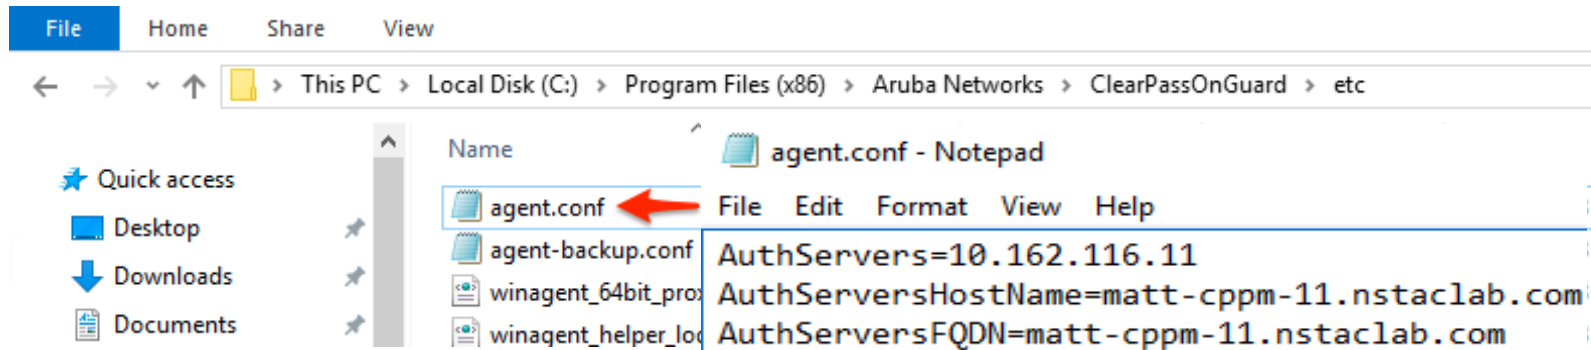 File Home Share View
This PC > Local Disk (C:) > Program Files (x86) > Aruba Networks > ClearPassOnGuard > etc
Quick access
Desktop
Downloads
Documents
Name
agent.conf
agent-backup.conf
winagent_64bit_prox
winagent_helper_loc
agent.conf - Notepad
File Edit Format View Help
AuthServers=10.162.116.11
AuthServersHostName=matt-cppm-11.nstaclab.com
AuthServersFQDN=matt-cppm-11.nstaclab.com